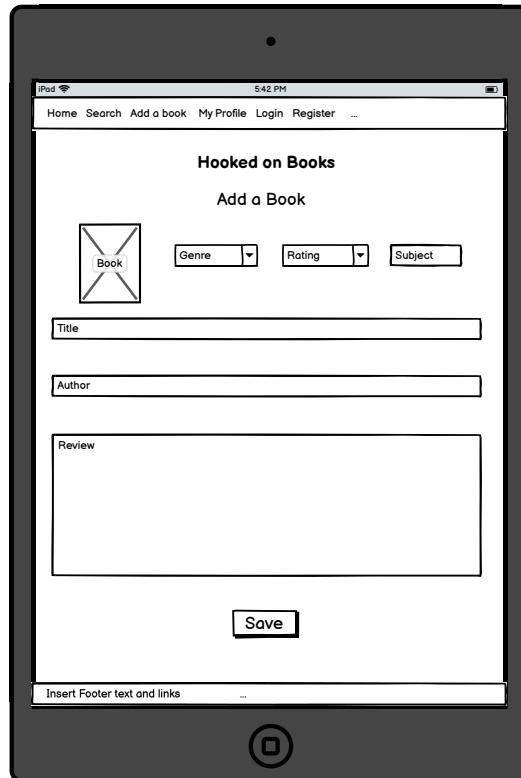 iPad 5:42 PM
Home Search Add a book My Profile Login Register ...
Hooked on Books
Add a Book
Book Genre Rating Subject
Title
Author
Review
Save
Insert Footer text and links ...